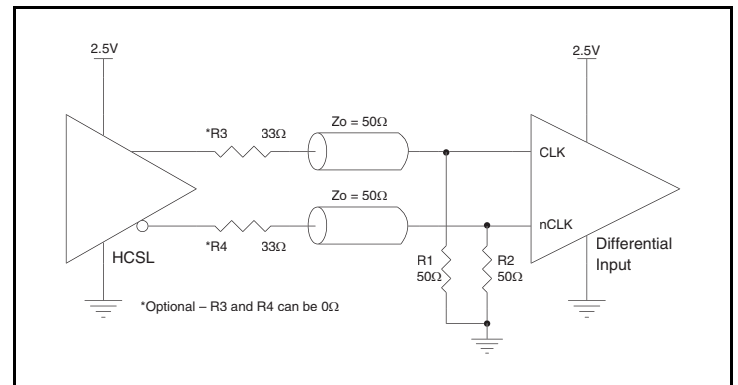 2.5V
2.5V
*R3
33Ω
Zo = 50Ω
CLK
Zo = 50Ω
nCLK
*R4
33Ω
HCSL
R1
50Ω
R2
50Ω
Differential
Input
*Optional – R3 and R4 can be 0Ω